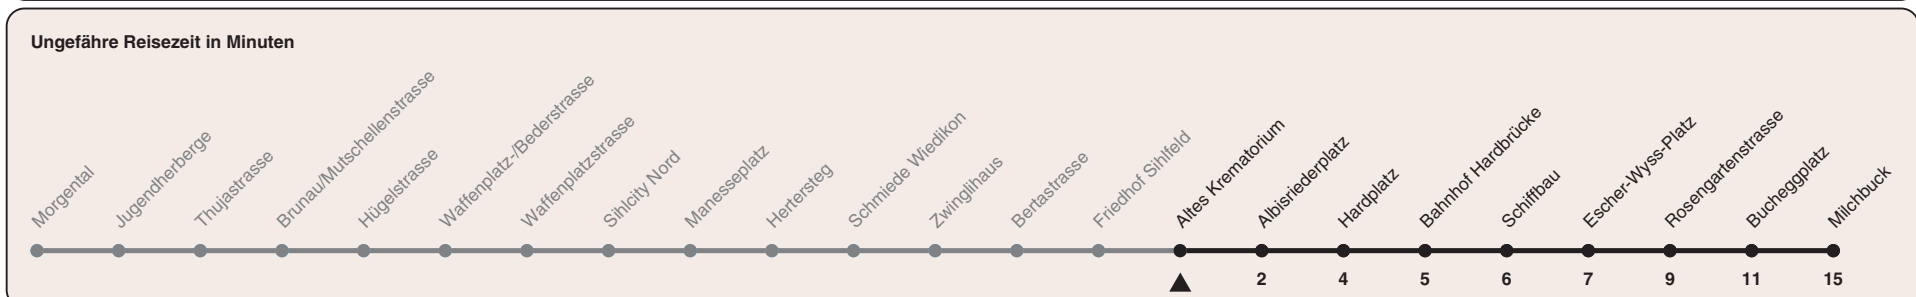 Ungefähre Reisezeit in Minuten
Morgental
Jugendherberge
Thujastrasse
Brunau/Mutschellenstrasse
Hügelstrasse
Waffenplatz-/Bederstrasse
Waffenplatzstrasse
Sihlcity Nord
Manesseplatz
Hertersteg
Schmiede Wiedikon
Zwinglihaus
Bertastrasse
Friedhof Sihlfeld
Altes Krematorium
Albisriederplatz
Hardplatz
Bahnhof Hardbrücke
Schiffbau
Escher-Wyss-Platz
Rosengartenstrasse
Bucheggplatz
Milchbuck
2 4 5 6 7 9 11 15